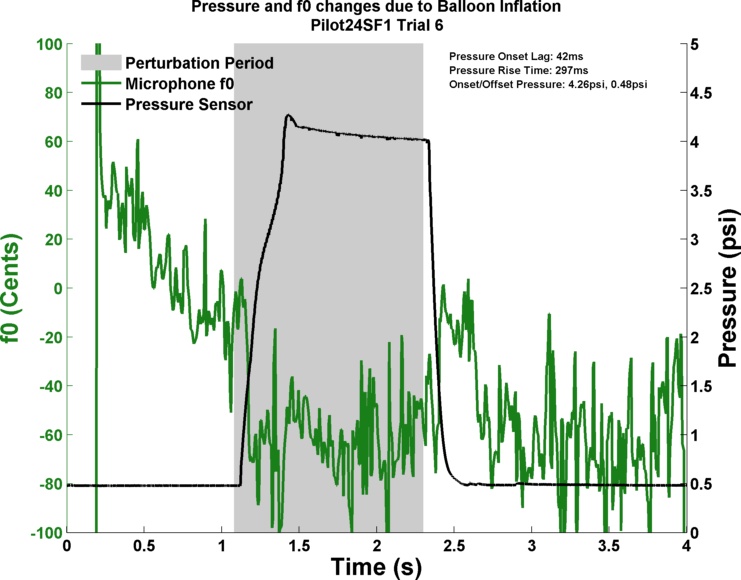 Pressure and f0 changes due to Balloon Inflation
Pilot24SF1 Trial 6
Perturbation Period
Microphone f0
Pressure Sensor
Pressure Onset Lag: 42ms
Pressure Rise Time: 297ms
Onset/Offset Pressure: 4.26psi, 0.48psi
f0 (Cents)
100
80
60
40
20
0
-20
-40
-60
-80
-100
Pressure (psi)
5
4.5
4
3.5
3
2.5
2
1.5
1
0.5
0
0
0.5
1
1.5
2
2.5
3
3.5
4
Time (s)